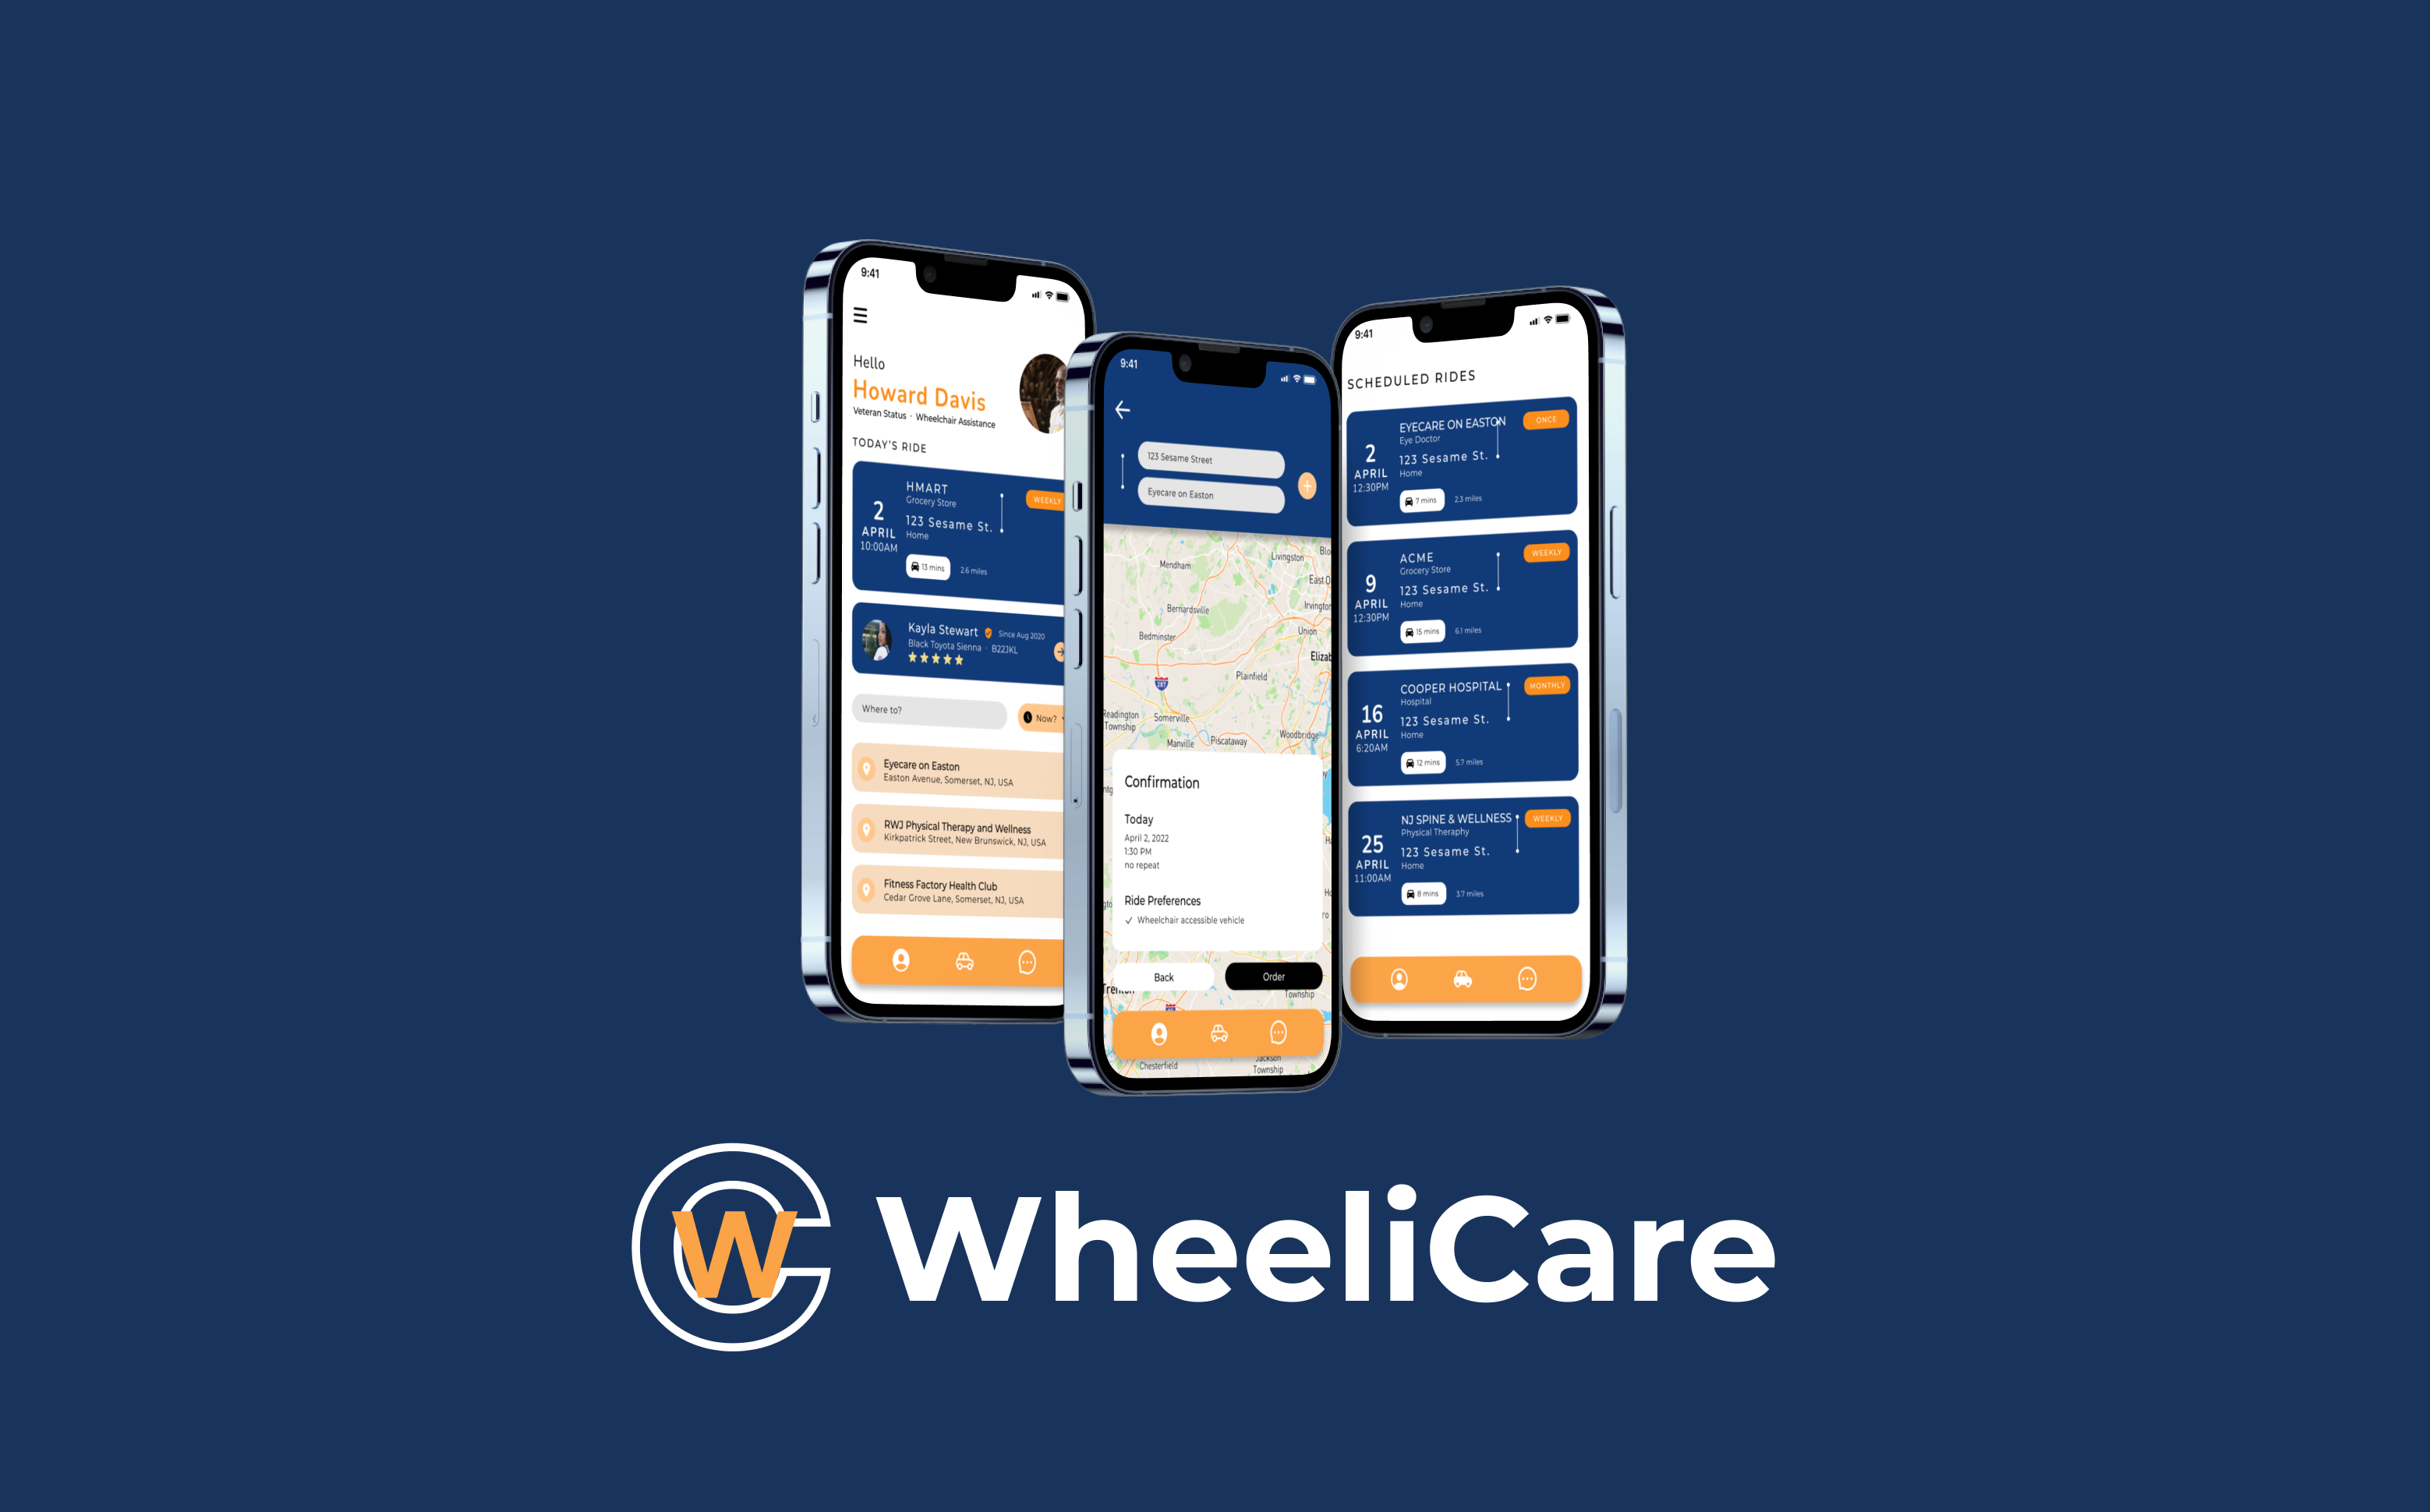 9:41
Hello
Howard Davis
Veteran Status · Wheelchair Assistance
TODAY'S RIDE
2
APRIL
10:00AM
HMART
Grocery Store
123 Sesame St.
Home
WEEKLY
13 mins
2.6 miles
Kayla Stewart
Since Aug 2020
Black Toyota Sienna · B22JKL
Where to?
Now?
Eyecare on Easton
Easton Avenue, Somerset, NJ, USA
RWJ Physical Therapy and Wellness
Kirkpatrick Street, New Brunswick, NJ, USA
Fitness Factory Health Club
Cedar Grove Lane, Somerset, NJ, USA
9:41
123 Sesame Street
Eyecare on Easton
Livingston
Blo
Mendham
East O
Bernardsville
Irvington
Bedminster
Union
Elizab
Plainfield
287
Readington
Township
Somerville
Manville
Piscataway
Woodbridge
Confirmation
Today
April 2, 2022
1:30 PM
no repeat
Ride Preferences
Wheelchair accessible vehicle
Back
Order
Trenton
Township
Chesterfield
Jackson
Township
9:41
SCHEDULED RIDES
2
APRIL
12:30PM
EYECARE ON EASTON
Eye Doctor
123 Sesame St.
Home
ONCE
7 mins
2.3 miles
9
APRIL
12:30PM
ACME
Grocery Store
123 Sesame St.
Home
WEEKLY
15 mins
6.1 miles
16
APRIL
6:20AM
COOPER HOSPITAL
Hospital
123 Sesame St.
Home
MONTHLY
12 mins
5.7 miles
25
APRIL
11:00AM
NJ SPINE & WELLNESS
Physical Theraphy
123 Sesame St.
Home
WEEKLY
8 mins
3.7 miles
CW WheeliCare